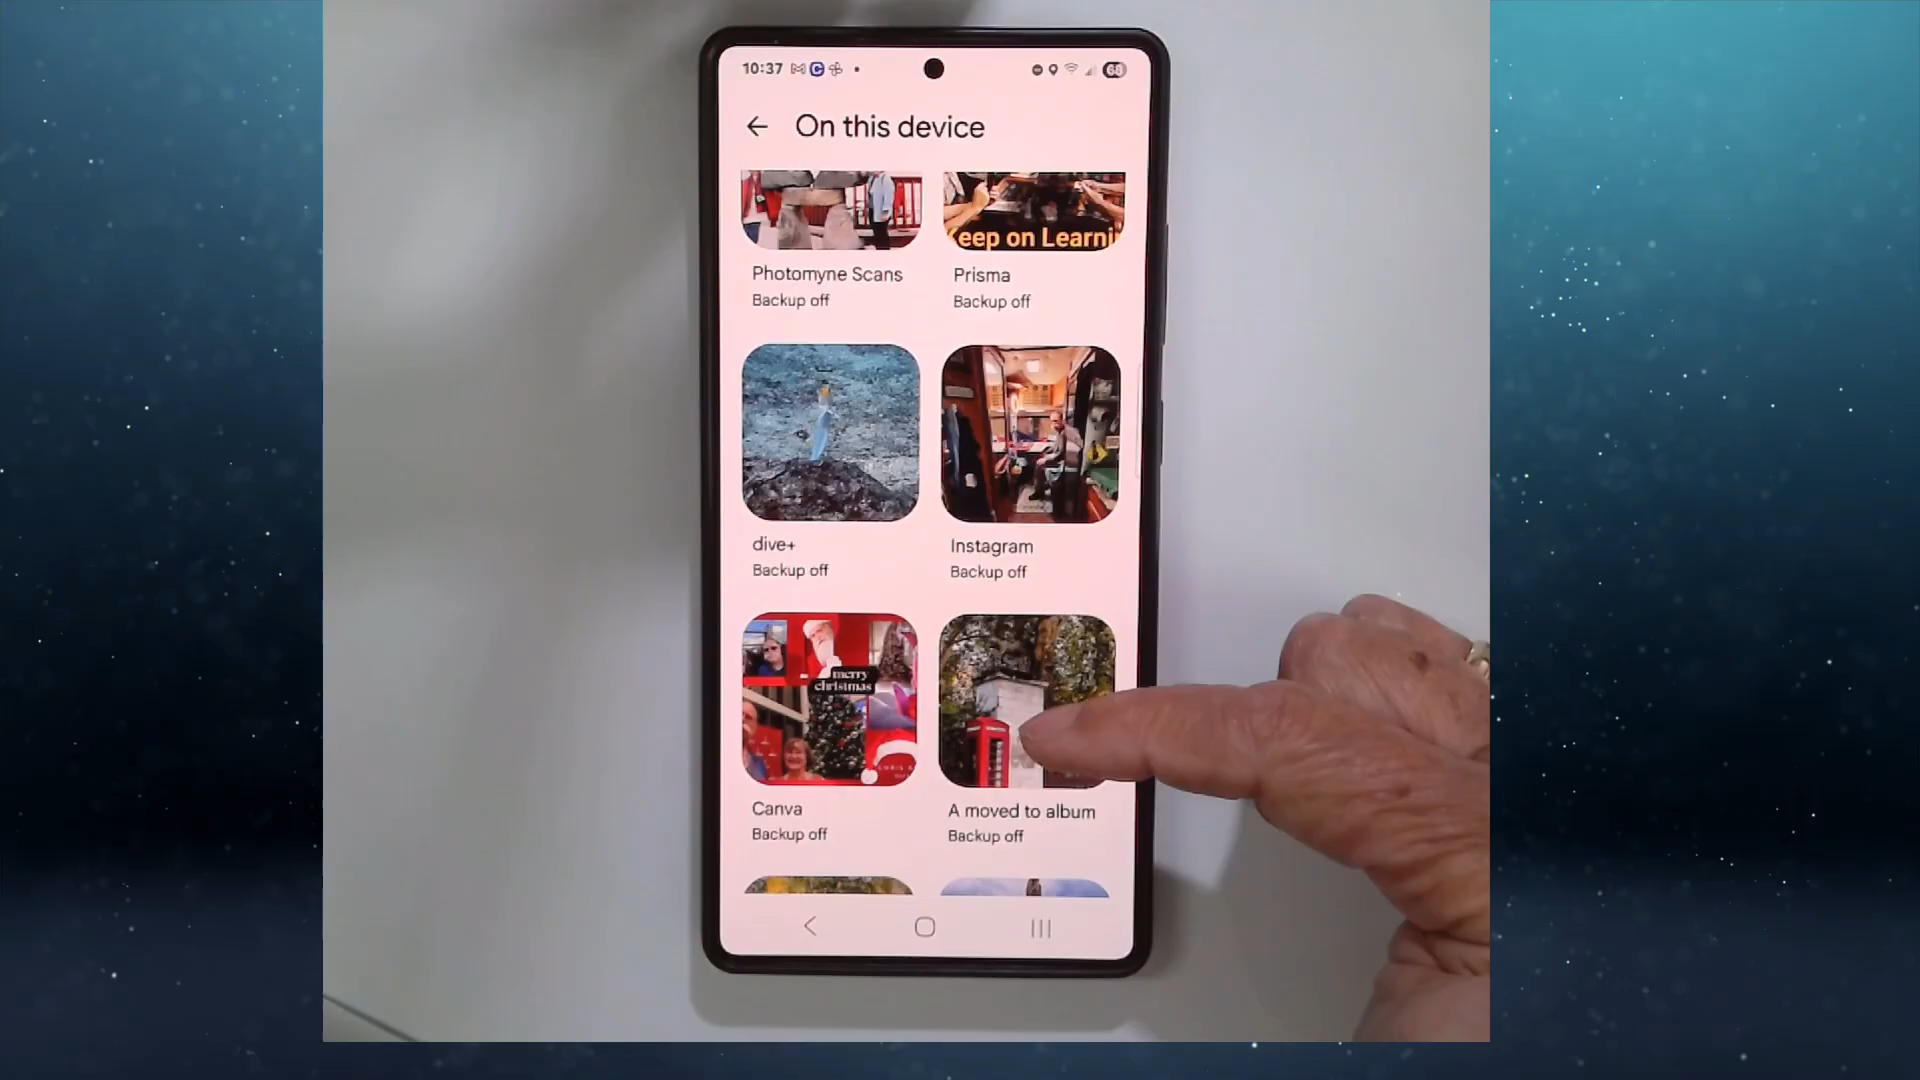 10:37
68
On this device
eep on Learni
Photomyne Scans
Backup off
Prisma
Backup off
dive+
Backup off
Instagram
Backup off
merry
christmas
Canva
Backup off
A moved to album
Backup off